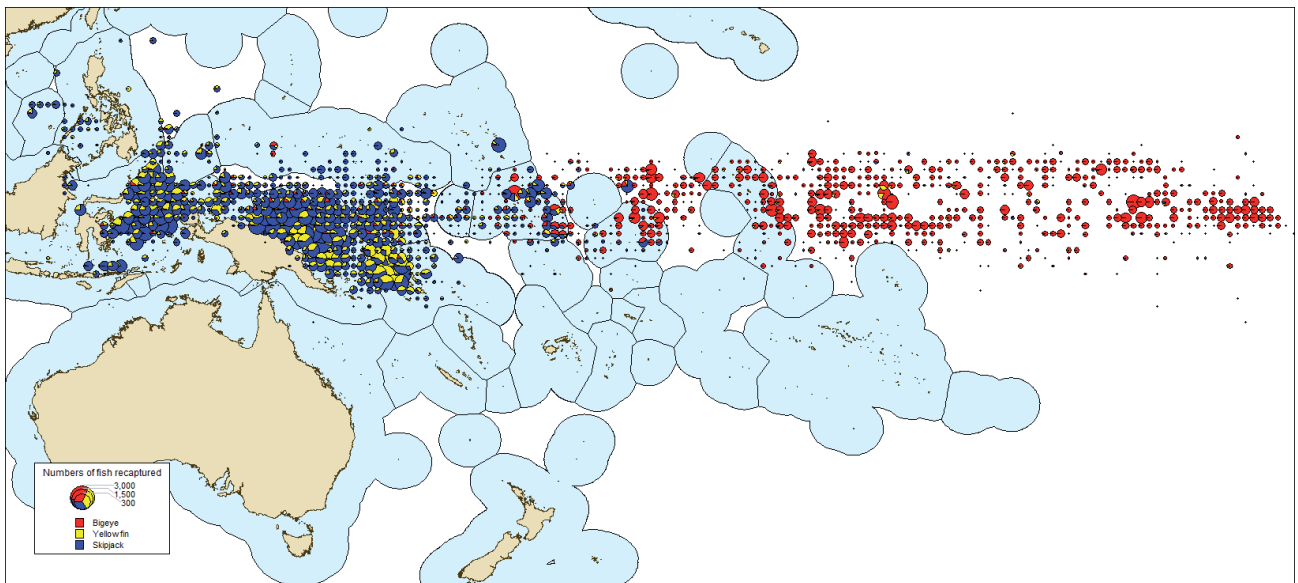 Numbers of fish recaptured
3,000
1,500
300
Bigeye
Yellowfin
Skipjack